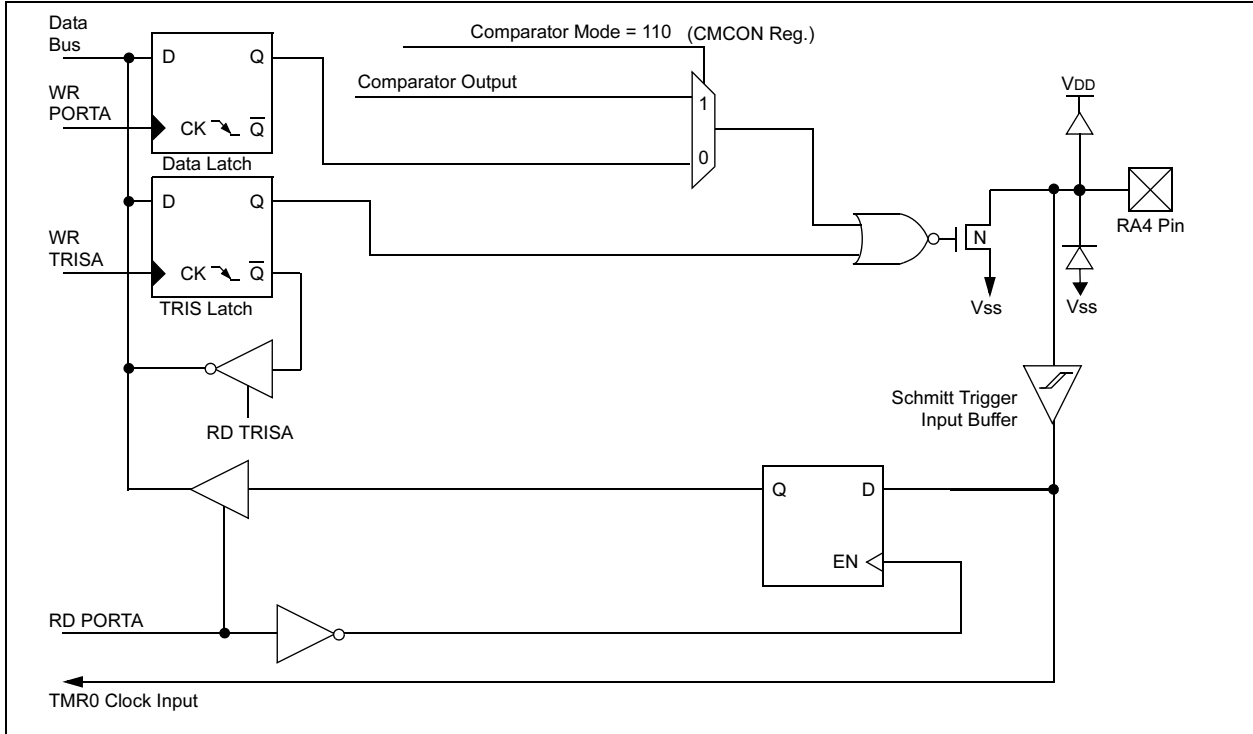 Data
Bus
D
Q
WR
PORTA
CK
Q
Data Latch
Comparator Mode = 110 (CMCON Reg.)
Comparator Output
1
0
VDD
RA4 Pin
D
Q
WR
TRISA
CK
Q
TRIS Latch
N
Vss
Vss
RD TRISA
Schmitt Trigger
Input Buffer
Q
D
EN
RD PORTA
TMR0 Clock Input